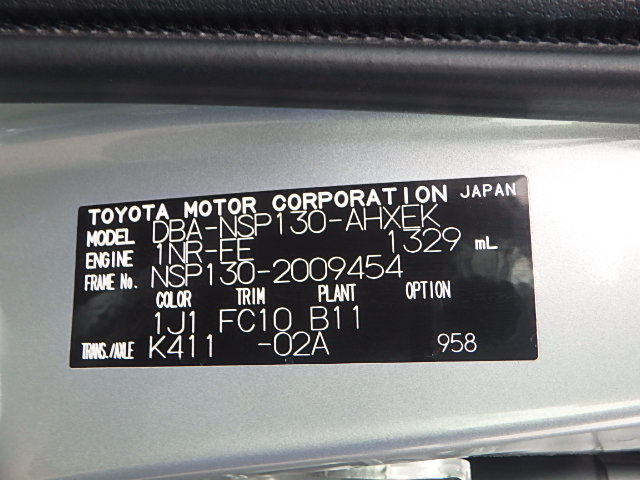 TOYOTA MOTOR CORPORATION JAPAN
MODEL DBA-NSP130-AHXEK
ENGINE 1NR-EE 1329 mL
FRAME No. NSP130-2009454
COLOR TRIM PLANT OPTION
1J1 FC10 B11
TRANS./AXLE K411 -02A 958